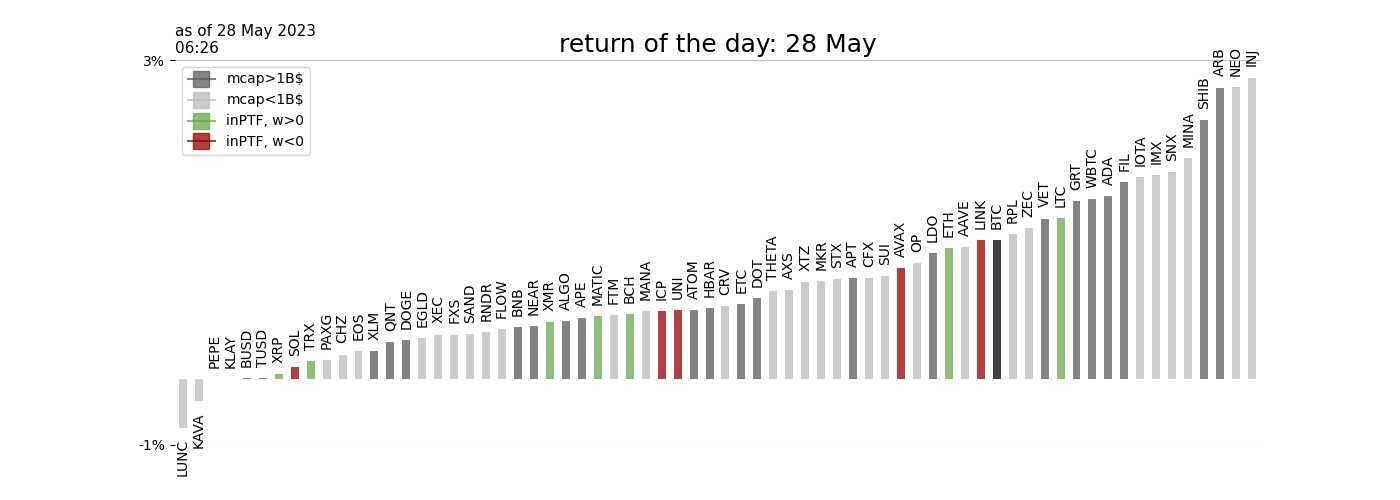 as of 28 May 2023
06:26
return of the day: 28 May
3%
-1%
mcap>1B$
mcap<1B$
inPTF, w>0
inPTF, w<0
LUNC
KAVA
PEPE
KLAY
BUSD
TUSD
XRP
SOL
TRX
PAXG
CHZ
EOS
XLM
QNT
DOGE
EGLD
XEC
FXS
SAND
RNDR
FLOW
BNB
NEAR
XMR
ALGO
APE
MATIC
FTM
BCH
MANA
ICP
UNI
ATOM
HBAR
CRV
ETC
DOT
THETA
AXS
XTZ
MKR
STX
APT
CFX
SUI
AVAX
OP
LDO
ETH
AAVE
LINK
BTC
RPL
ZEC
VET
LTC
GRT
WBTC
ADA
FIL
IOTA
IMX
SNX
MINA
SHIB
ARB
NEO
INJ